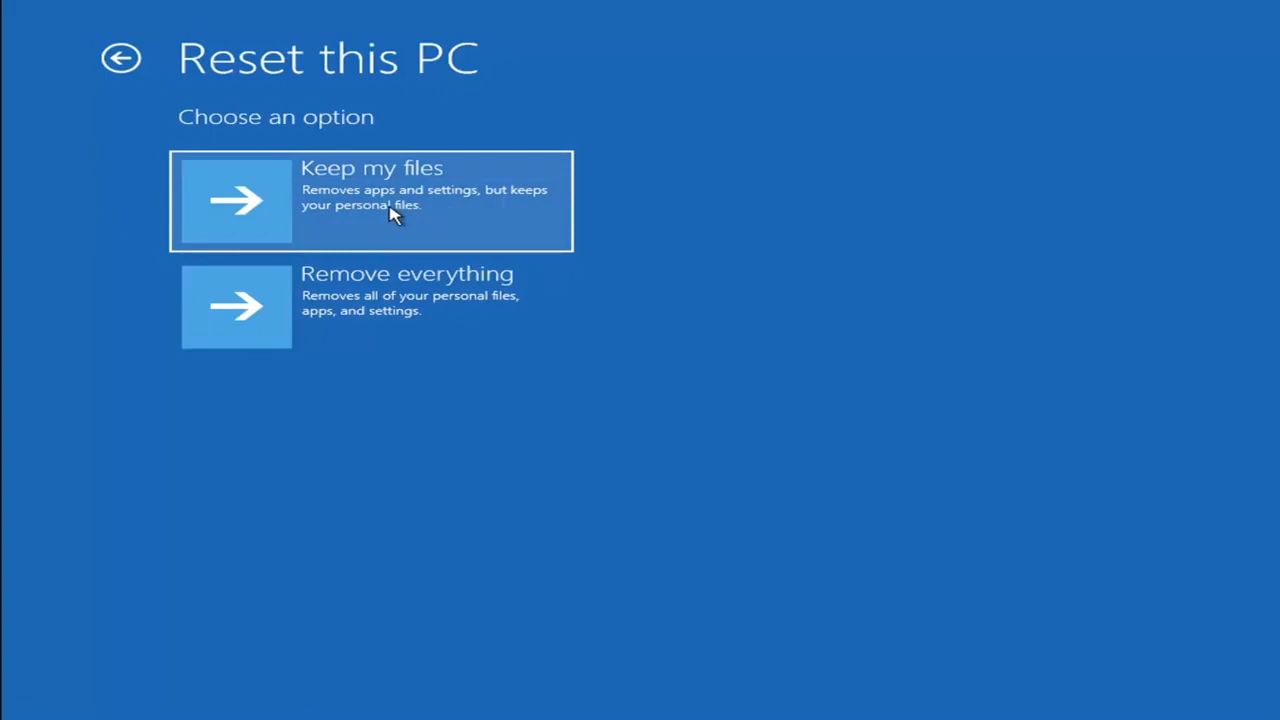 Reset this PC
Choose an option
Keep my files
Removes apps and settings, but keeps
your personal files.
Remove everything
Removes all of your personal files,
apps, and settings.